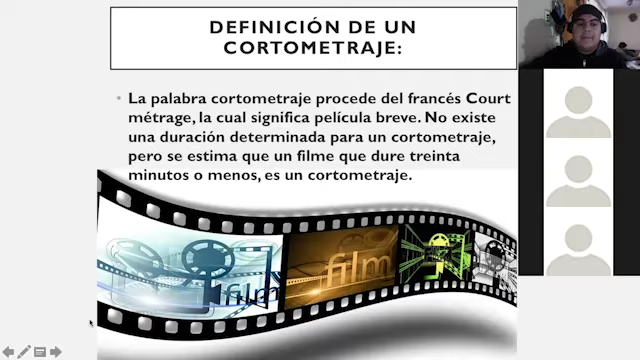 DEFINICIÓN DE UN
CORTOMETRAJE:
• La palabra cortometraje procede del francés Court
métrage, la cual significa película breve. No existe
una duración determinada para un cortometraje,
pero se estima que un filme que dure treinta
minutos o menos, es un cortometraje.
film
film